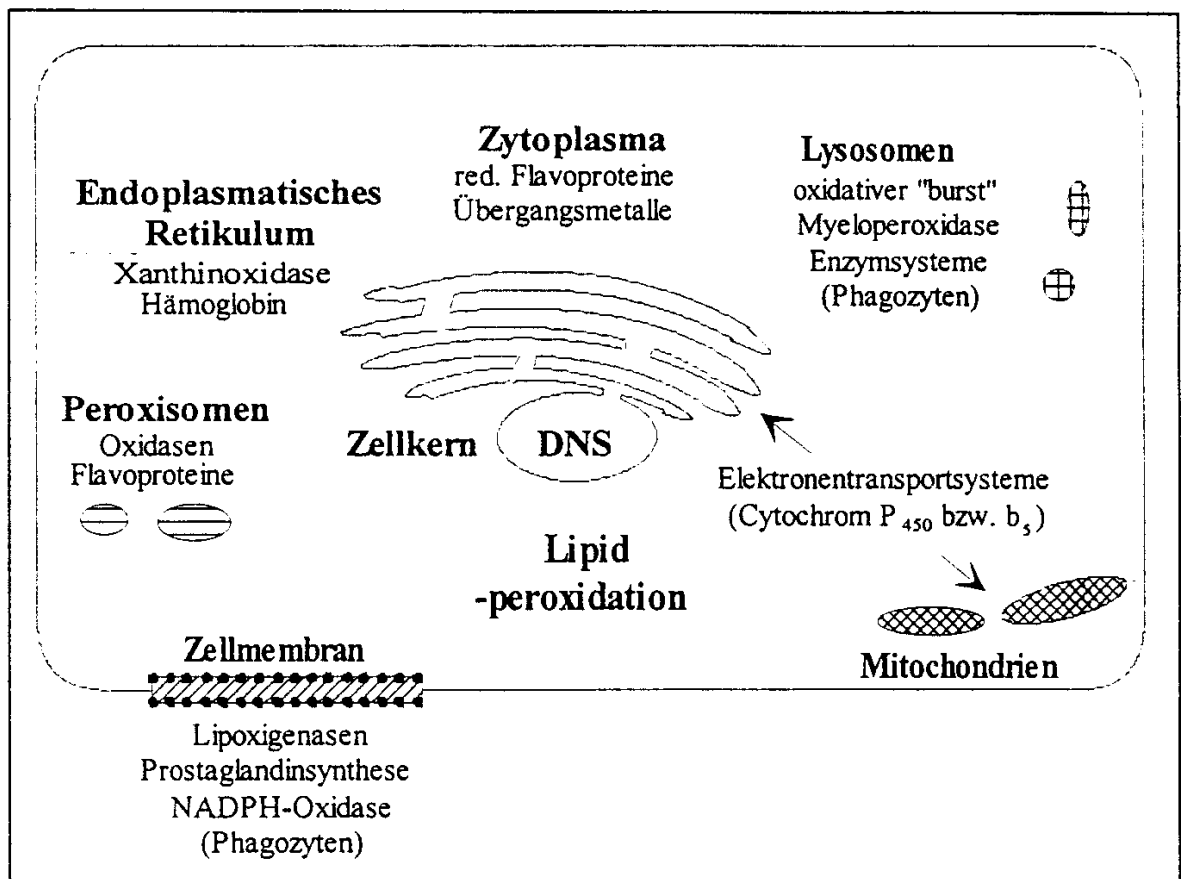 Zytoplasma
red. Flavoproteine
Übergangsmetalle
Lysosomen
oxidativer "burst"
Myeloperoxidase
Enzymsysteme
(Phagozyten)
Endoplasmatisches
Retikulum
Xanthinoxidase
Hämoglobin
Peroxisomen
Oxidasen
Flavoproteine
Zellkern
DNS
Elektronentransportsysteme
(Cytochrom P 450 bzw. b5)
Lipid
-peroxidation
Zellmembran
Mitochondrien
Lipoxigenasen
Prostaglandinsynthese
NADPH-Oxidase
(Phagozyten)